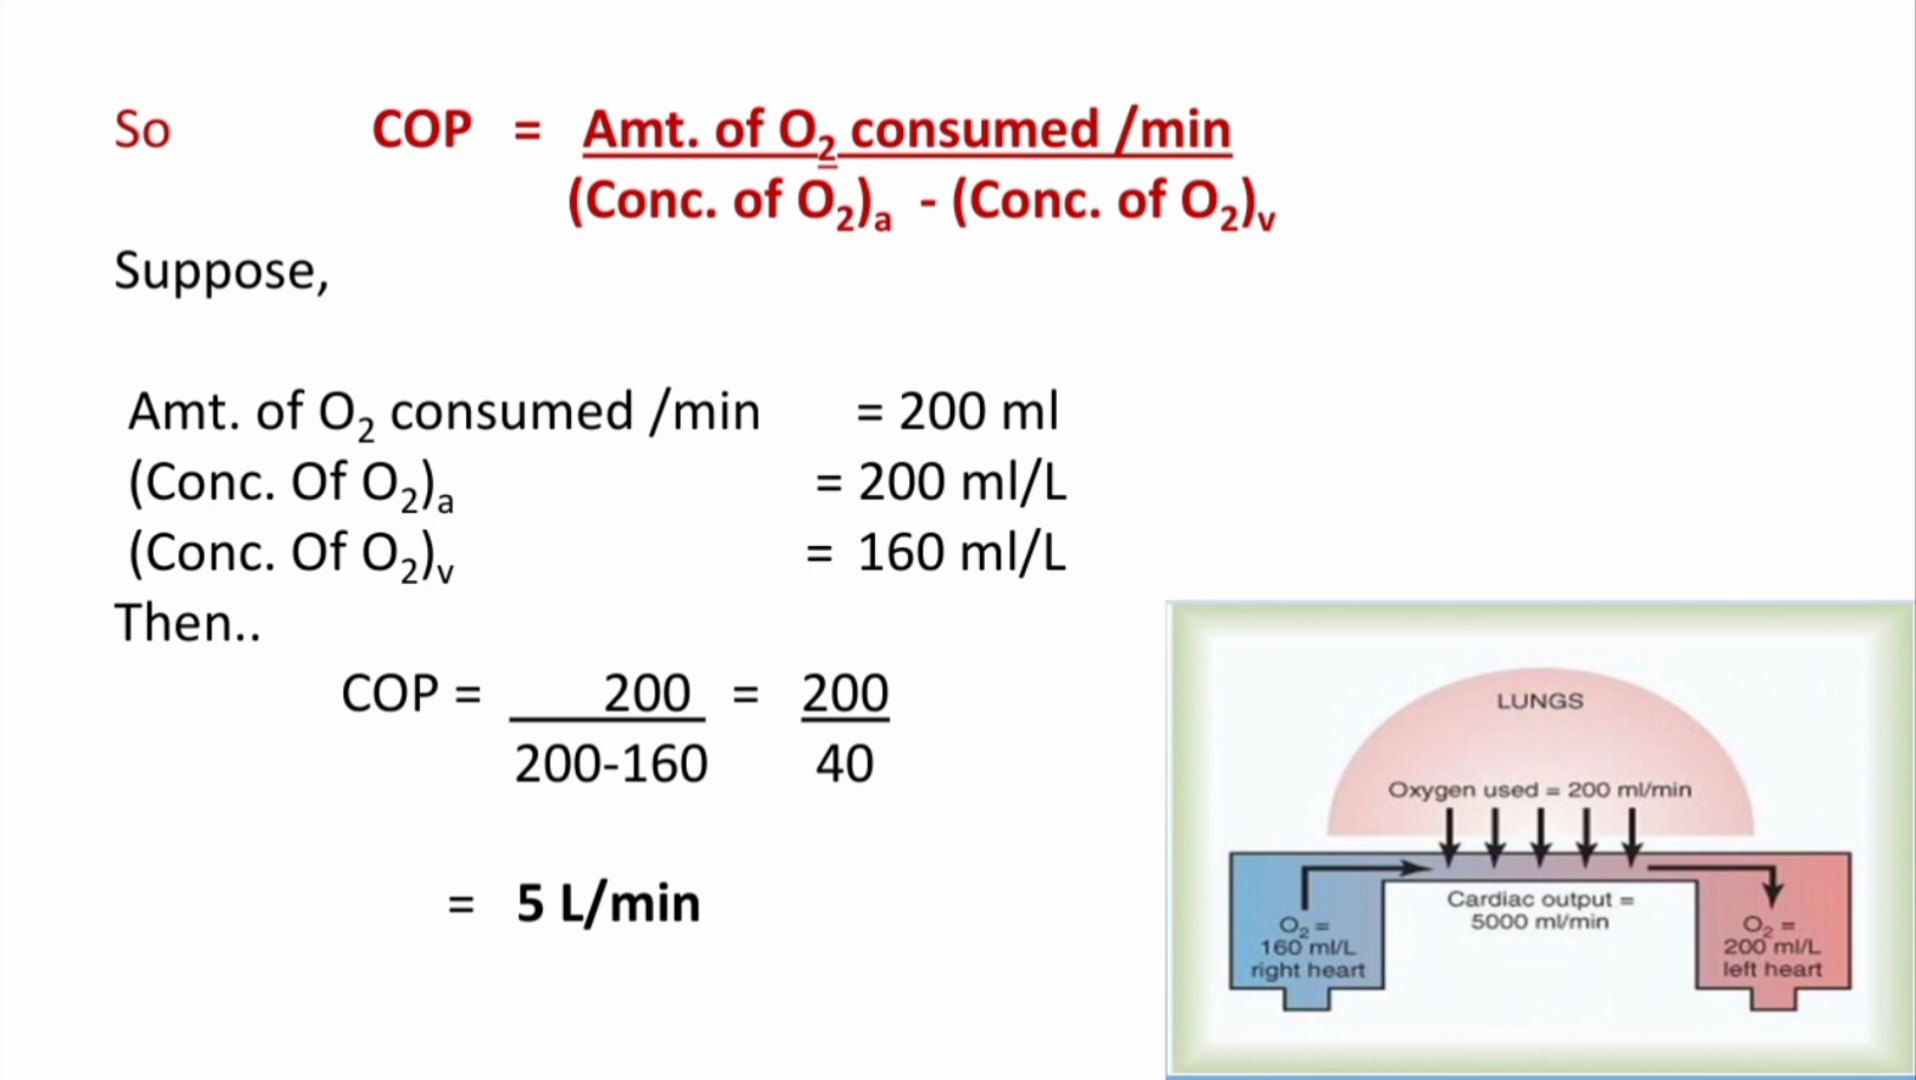 So COP = Amt. of O2 consumed /min
(Conc. of O2)a - (Conc. of O2)v
Suppose,
Amt. of O2 consumed /min = 200 ml
(Conc. Of O2)a = 200 ml/L
(Conc. Of O2)v = 160 ml/L
Then..
COP = 200 = 200
200-160 40
= 5 L/min
LUNGS
Oxygen used = 200 ml/min
Cardiac output =
5000 ml/min
O2 =
160 ml/L
right heart
O2 =
200 ml/L
left heart